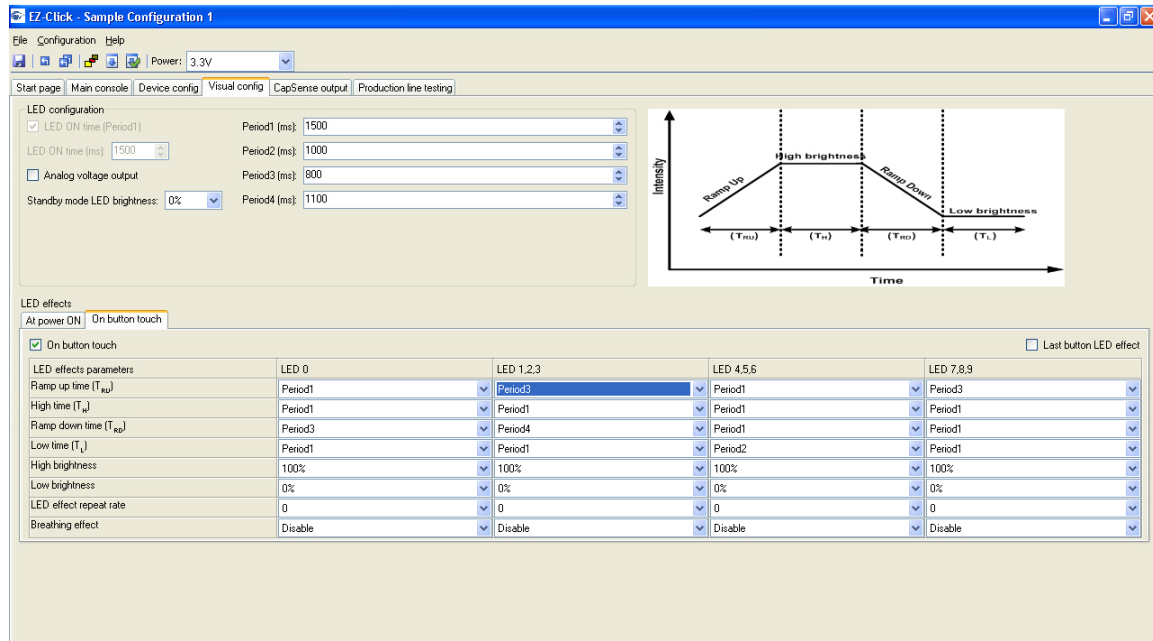 EZ-Click - Sample Configuration 1
File Configuration Help
Power: 3.3V
Start page Main console Device config Visual config CapSense output Production line testing
LED configuration
LED ON time (Period1)
LED ON time (ms): 1500
Analog voltage output
Standby mode LED brightness: 0%
Period1 (ms): 1500
Period2 (ms): 1000
Period3 (ms): 800
Period4 (ms): 1100
Intensity
Ramp Up
High brightness
Ramp Down
Low brightness
(TRU) (TH) (TRD) (TL)
Time
LED effects
At power ON On button touch
On button touch Last button LED effect
LED effects parameters LED 0 LED 1,2,3 LED 4,5,6 LED 7,8,9
Ramp up time (TRU) Period1 Period3 Period1 Period3
High time (TH) Period1 Period1 Period1 Period1
Ramp down time (TRD) Period3 Period4 Period1 Period1
Low time (TL) Period1 Period1 Period2 Period1
High brightness 100% 100% 100% 100%
Low brightness 0% 0% 0% 0%
LED effect repeat rate 0 0 0 0
Breathing effect Disable Disable Disable Disable